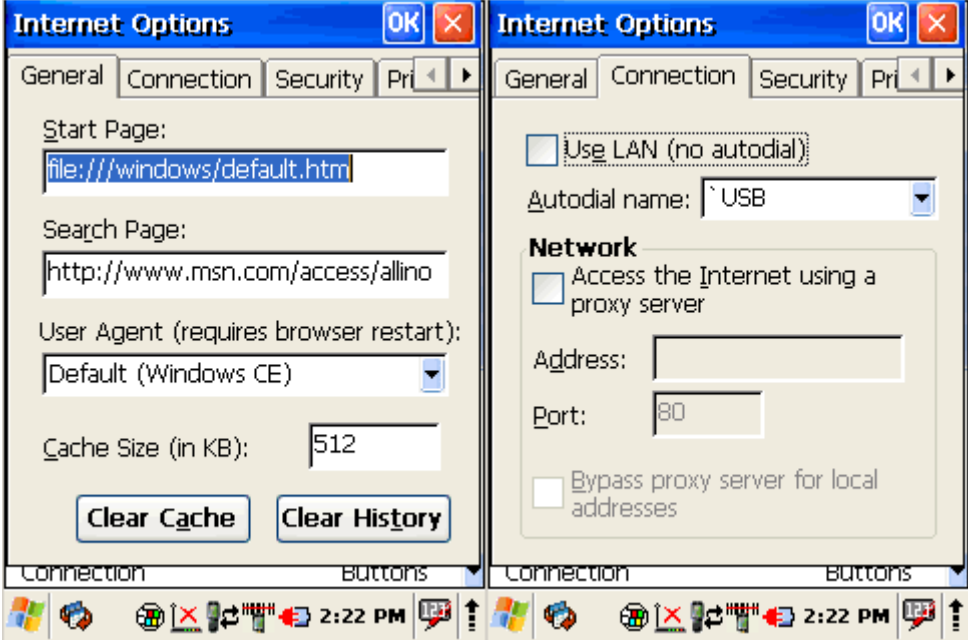 Internet Options OK
General Connection Security Pri
Start Page:
file:///windows/default.htm
Search Page:
http://www.msn.com/access/allino
User Agent (requires browser restart):
Default (Windows CE)
Cache Size (in KB): 512
Clear Cache Clear History
Connection Buttons
2:22 PM
Internet Options OK
General Connection Security Pri
Use LAN (no autodial)
Autodial name: `USB
Network
Access the Internet using a
proxy server
Address:
Port: 80
Bypass proxy server for local
addresses
Connection Buttons
2:22 PM